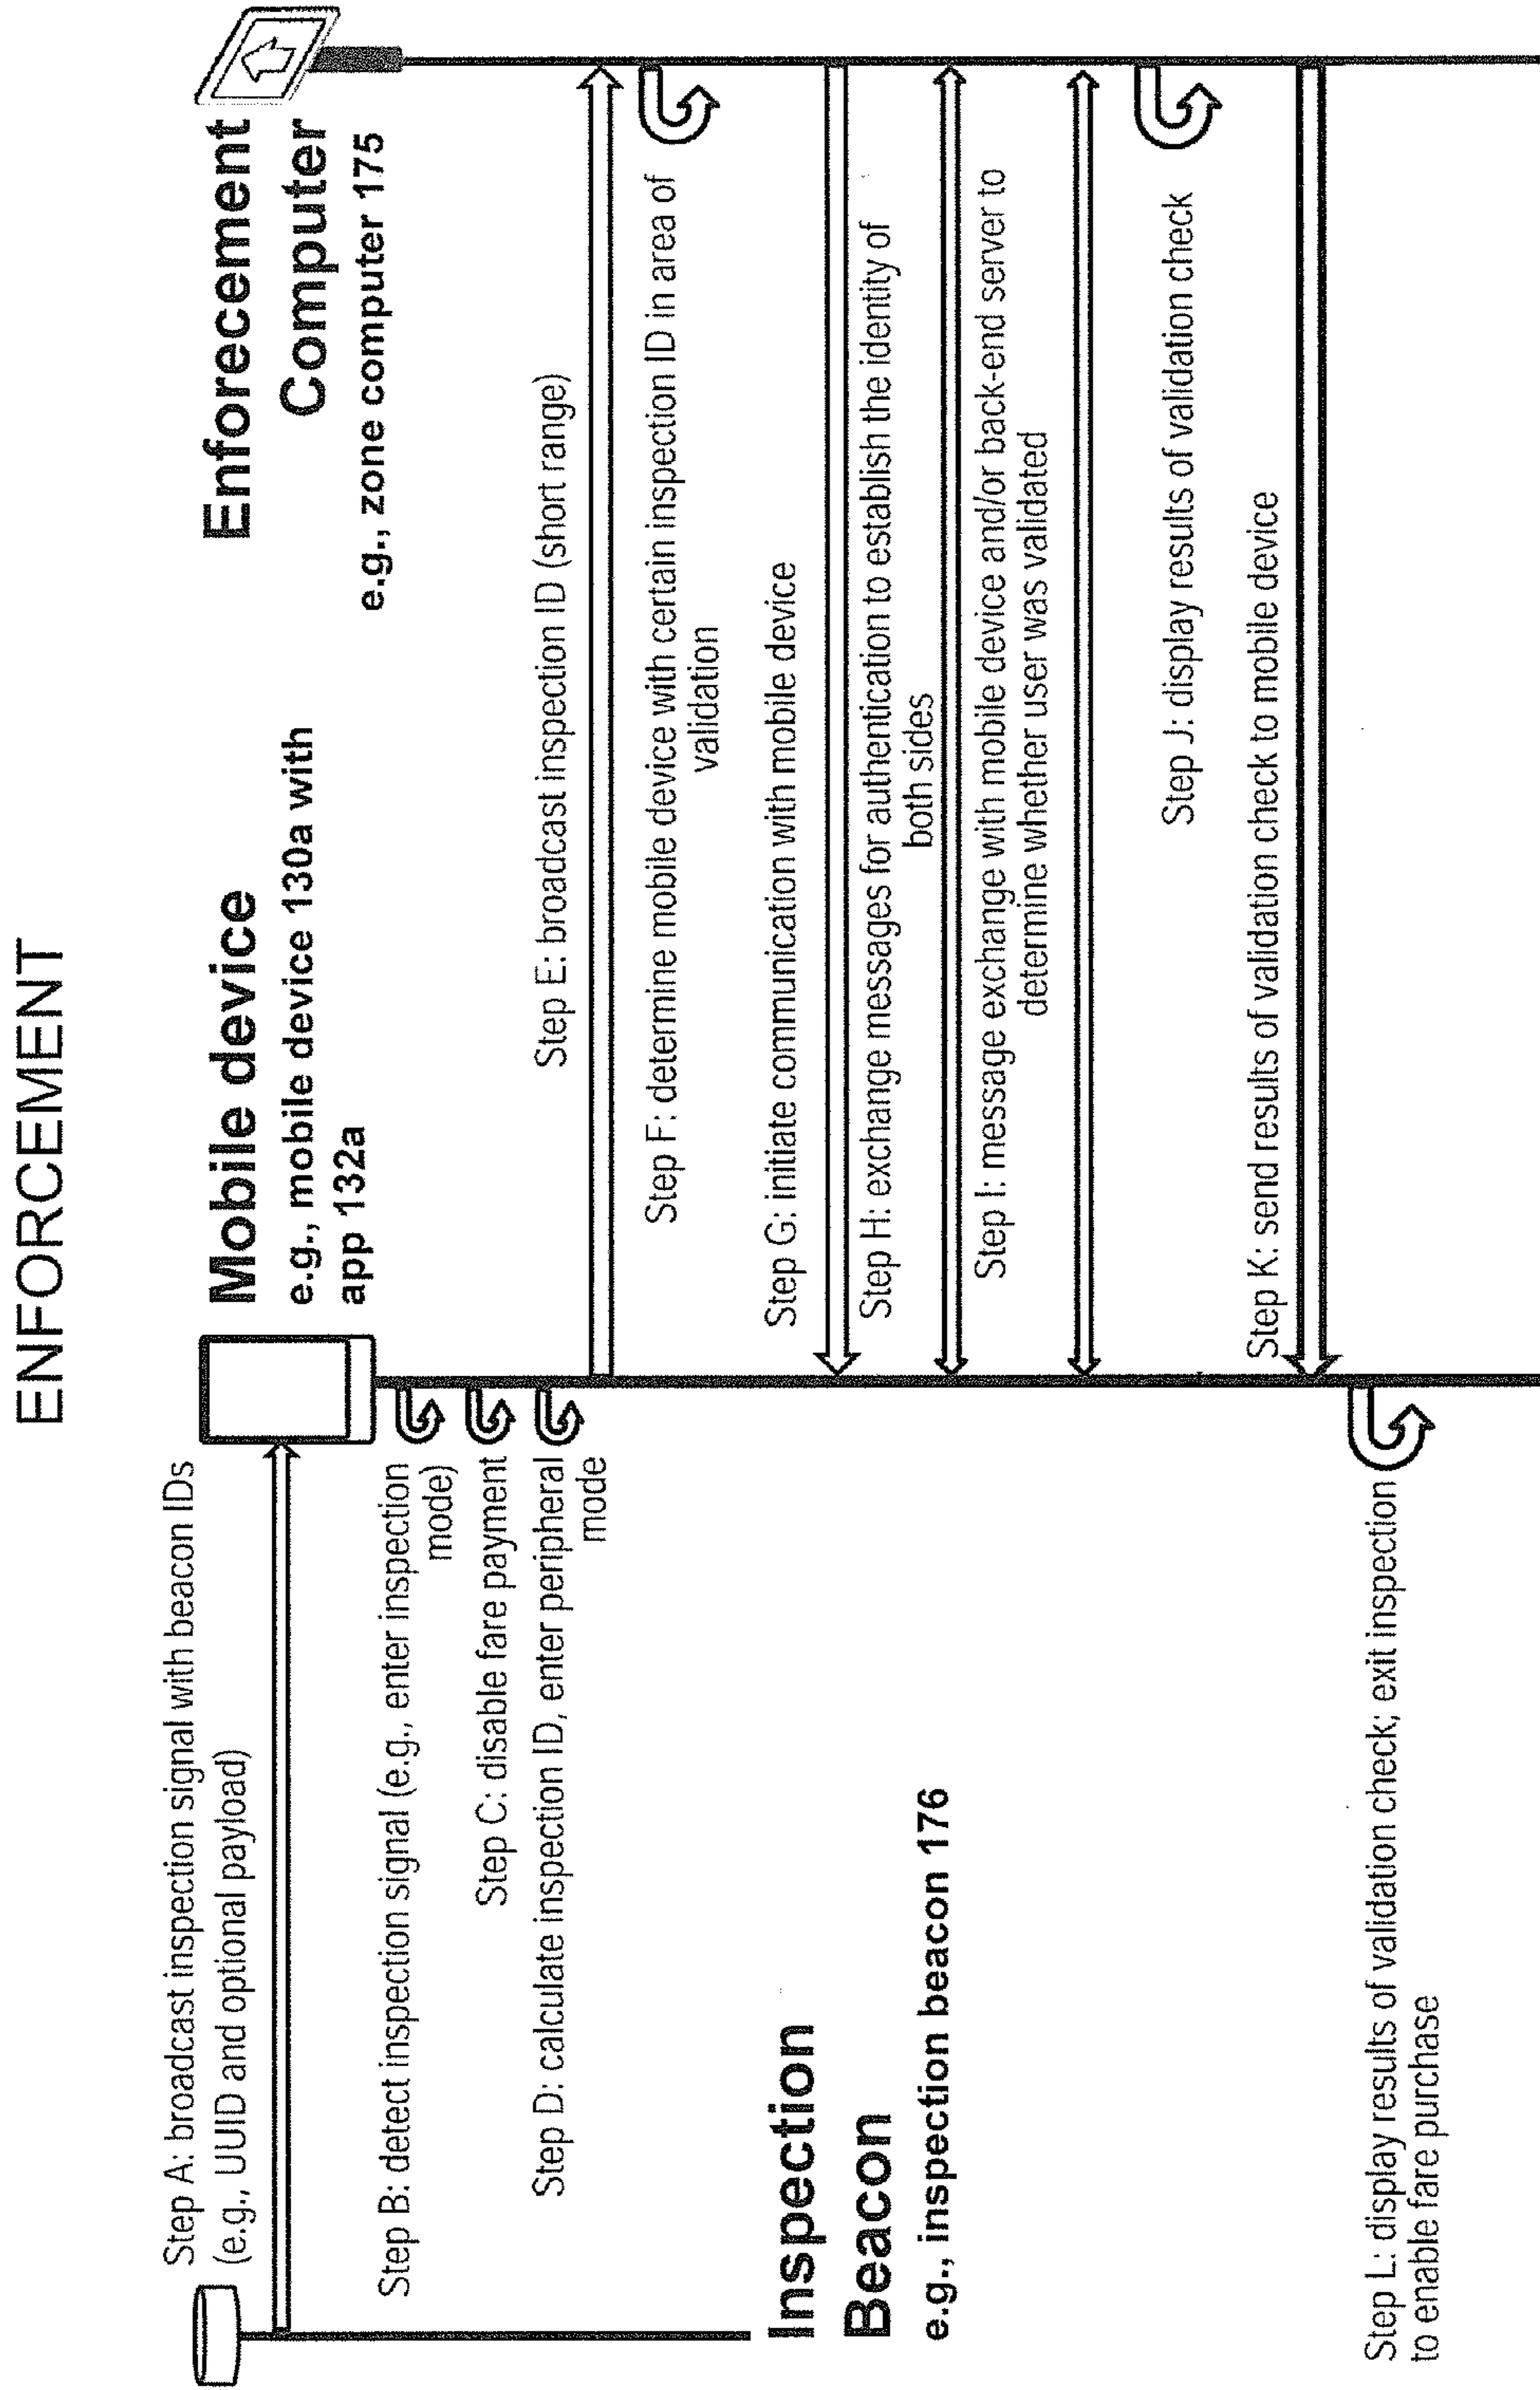 ENFORCEMENT
Mobile device
e.g., mobile device 130a with
app 132a
Enforecement
Computer
e.g., zone computer 175
Step A: broadcast inspection signal with beacon IDs
(e.g., UUID and optional payload)
Step B: detect inspection signal (e.g., enter inspection
mode)
Step C: disable fare payment
Step D: calculate inspection ID, enter peripheral
mode
Inspection
Beacon
e.g., inspection beacon 176
Step E: broadcast inspection ID (short range)
Step F: determine mobile device with certain inspection ID in area of
validation
Step G: initiate communication with mobile device
Step H: exchange messages for authentication to establish the identity of
both sides
Step I: message exchange with mobile device and/or back-end server to
determine whether user was validated
Step J: display results of validation check
Step K: send results of validation check to mobile device
Step L: display results of validation check; exit inspection
to enable fare purchase